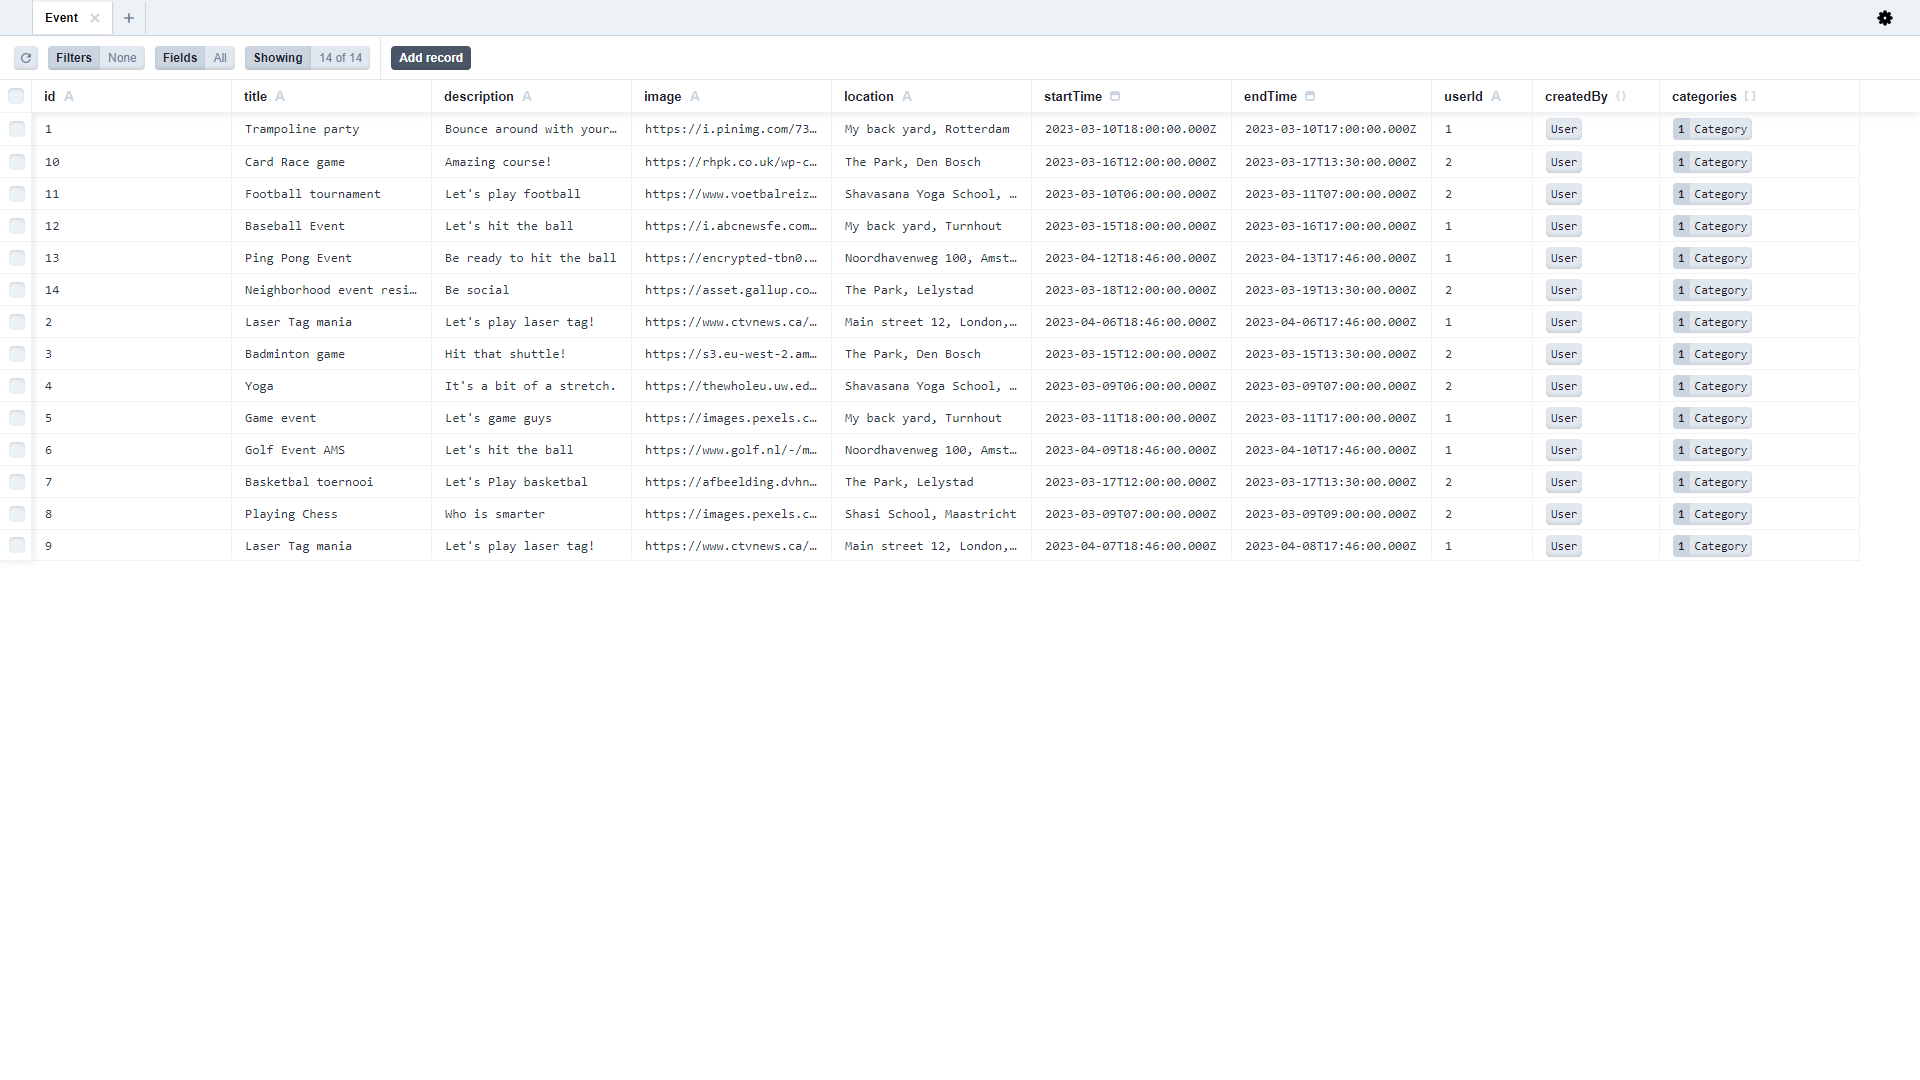 Event
Filters None Fields All Showing 14 of 14 Add record
id A title A description A image A location A startTime endTime userId A createdBy {} categories []
1 Trampoline party Bounce around with your… https://i.pinimg.com/73… My back yard, Rotterdam 2023-03-10T18:00:00.000Z 2023-03-10T17:00:00.000Z 1 User 1 Category
10 Card Race game Amazing course! https://rhpk.co.uk/wp-c… The Park, Den Bosch 2023-03-16T12:00:00.000Z 2023-03-17T13:30:00.000Z 2 User 1 Category
11 Football tournament Let's play football https://www.voetbalreiz… Shavasana Yoga School, … 2023-03-10T06:00:00.000Z 2023-03-11T07:00:00.000Z 2 User 1 Category
12 Baseball Event Let's hit the ball https://i.abcnewsfe.com… My back yard, Turnhout 2023-03-15T18:00:00.000Z 2023-03-16T17:00:00.000Z 1 User 1 Category
13 Ping Pong Event Be ready to hit the ball https://encrypted-tbn0.… Noordhavenweg 100, Amst… 2023-04-12T18:46:00.000Z 2023-04-13T17:46:00.000Z 1 User 1 Category
14 Neighborhood event resi… Be social https://asset.gallup.co… The Park, Lelystad 2023-03-18T12:00:00.000Z 2023-03-19T13:30:00.000Z 2 User 1 Category
2 Laser Tag mania Let's play laser tag! https://www.ctvnews.ca/… Main street 12, London,… 2023-04-06T18:46:00.000Z 2023-04-06T17:46:00.000Z 1 User 1 Category
3 Badminton game Hit that shuttle! https://s3.eu-west-2.am… The Park, Den Bosch 2023-03-15T12:00:00.000Z 2023-03-15T13:30:00.000Z 2 User 1 Category
4 Yoga It's a bit of a stretch. https://thewholeu.uw.ed… Shavasana Yoga School, … 2023-03-09T06:00:00.000Z 2023-03-09T07:00:00.000Z 2 User 1 Category
5 Game event Let's game guys https://images.pexels.c… My back yard, Turnhout 2023-03-11T18:00:00.000Z 2023-03-11T17:00:00.000Z 1 User 1 Category
6 Golf Event AMS Let's hit the ball https://www.golf.nl/-/m… Noordhavenweg 100, Amst… 2023-04-09T18:46:00.000Z 2023-04-10T17:46:00.000Z 1 User 1 Category
7 Basketbal toernooi Let's Play basketbal https://afbeelding.dvhn… The Park, Lelystad 2023-03-17T12:00:00.000Z 2023-03-17T13:30:00.000Z 2 User 1 Category
8 Playing Chess Who is smarter https://images.pexels.c… Shasi School, Maastricht 2023-03-09T07:00:00.000Z 2023-03-09T09:00:00.000Z 2 User 1 Category
9 Laser Tag mania Let's play laser tag! https://www.ctvnews.ca/… Main street 12, London,… 2023-04-07T18:46:00.000Z 2023-04-08T17:46:00.000Z 1 User 1 Category